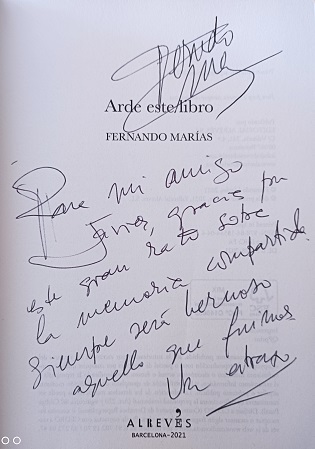 Fernando
Marías
Arde este libro
FERNANDO MARÍAS
Para mi amigo
Javier, gracias por
este gran rato sobre
la memoria compartida.
Siempre será hermoso
aquello que fuimos
Un abrazo
ALREVÉS
BARCELONA-2021